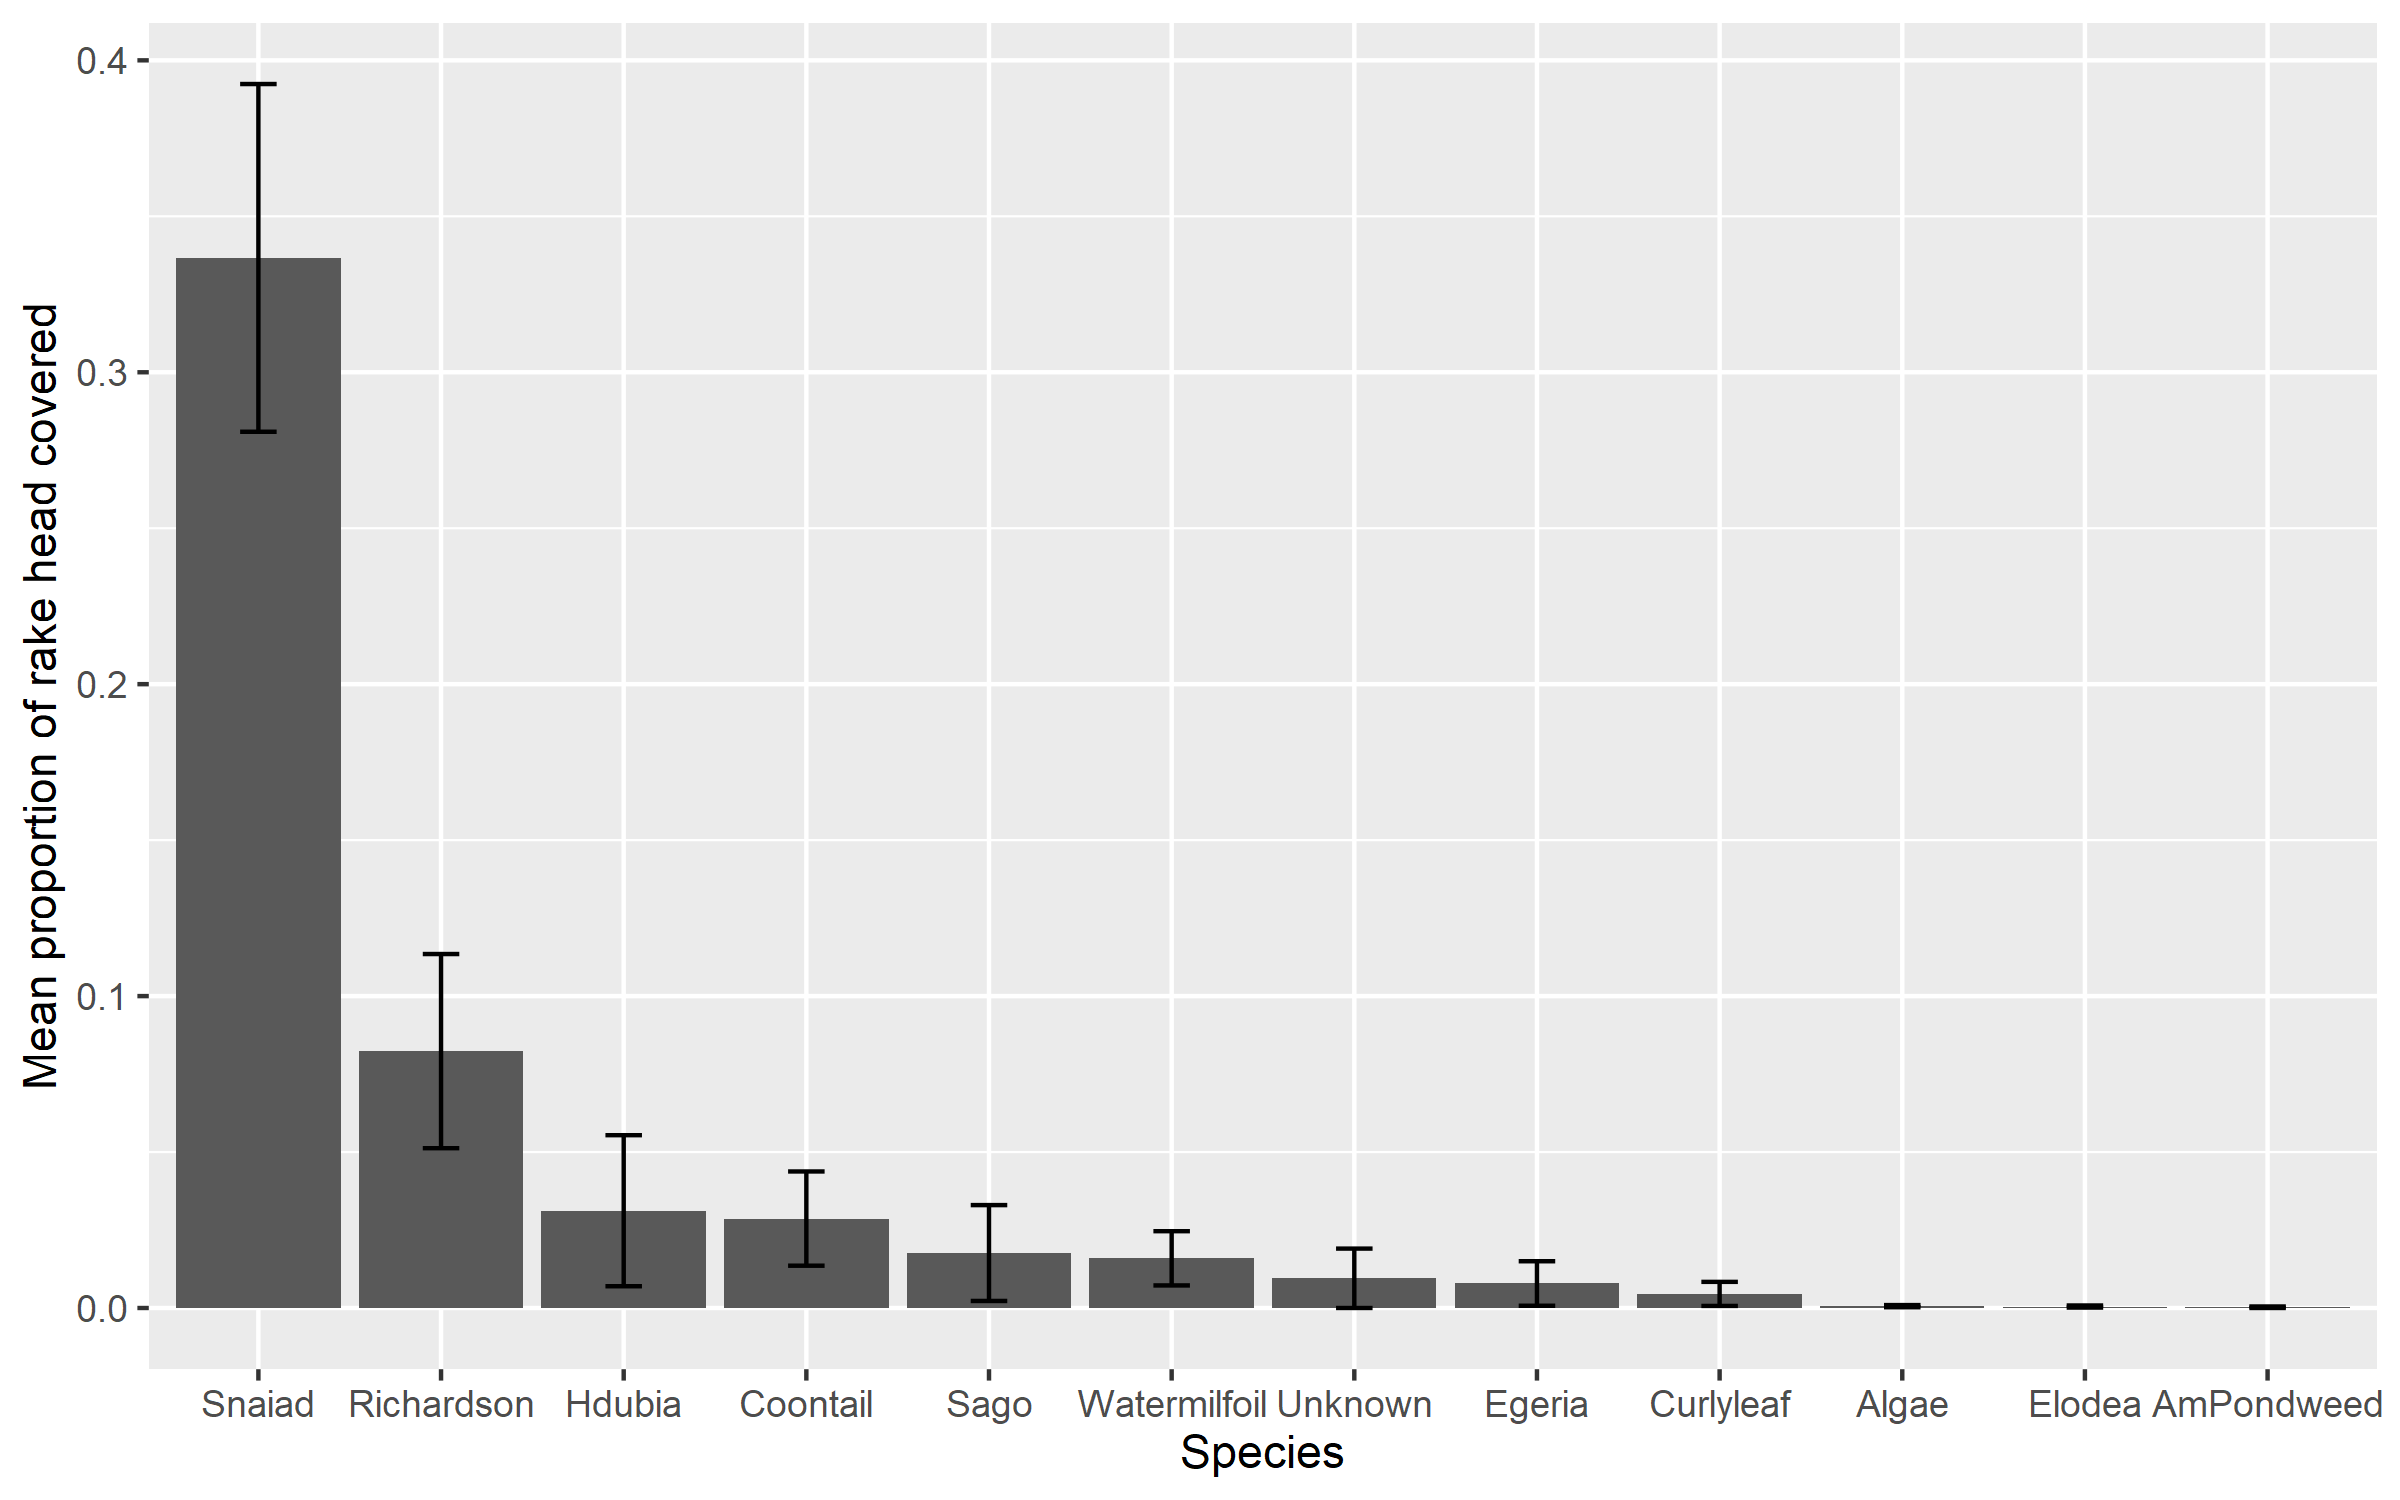 Mean proportion of rake head covered
0.4
0.3
0.2
0.1
0.0
Snaiad Richardson Hdubia Coontail Sago Watermilfoil Unknown Egeria Curlyleaf Algae Elodea AmPondweed
Species